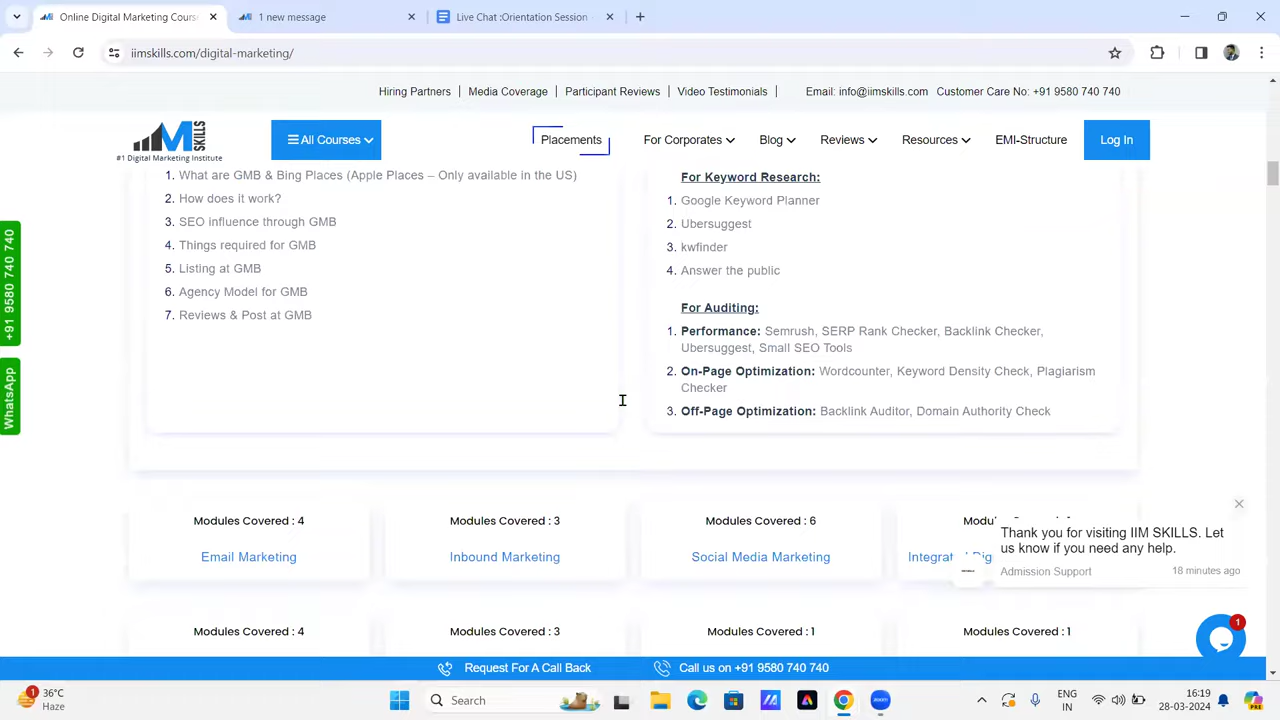 Online Digital Marketing Cours
1 new message
Live Chat :Orientation Session
iimskills.com/digital-marketing/
Hiring Partners | Media Coverage | Participant Reviews | Video Testimonials | Email: info@iimskills.com Customer Care No: +91 9580 740 740
IM SKILLS
#1 Digital Marketing Institute
All Courses
Placements
For Corporates
Blog
Reviews
Resources
EMI-Structure
Log In
1. What are GMB & Bing Places (Apple Places – Only available in the US)
2. How does it work?
3. SEO influence through GMB
4. Things required for GMB
5. Listing at GMB
6. Agency Model for GMB
7. Reviews & Post at GMB
For Keyword Research:
1. Google Keyword Planner
2. Ubersuggest
3. kwfinder
4. Answer the public
For Auditing:
1. Performance: Semrush, SERP Rank Checker, Backlink Checker,
Ubersuggest, Small SEO Tools
2. On-Page Optimization: Wordcounter, Keyword Density Check, Plagiarism
Checker
3. Off-Page Optimization: Backlink Auditor, Domain Authority Check
+91 9580 740 740
WhatsApp
Modules Covered : 4
Email Marketing
Modules Covered : 3
Inbound Marketing
Modules Covered : 6
Social Media Marketing
Thank you for visiting IIM SKILLS. Let
us know if you need any help.
Admission Support
18 minutes ago
Modules Covered : 4
Modules Covered : 3
Modules Covered : 1
Modules Covered : 1
1
Request For A Call Back
Call us on +91 9580 740 740
1
36°C
Haze
Search
ENG
IN
16:19
28-03-2024